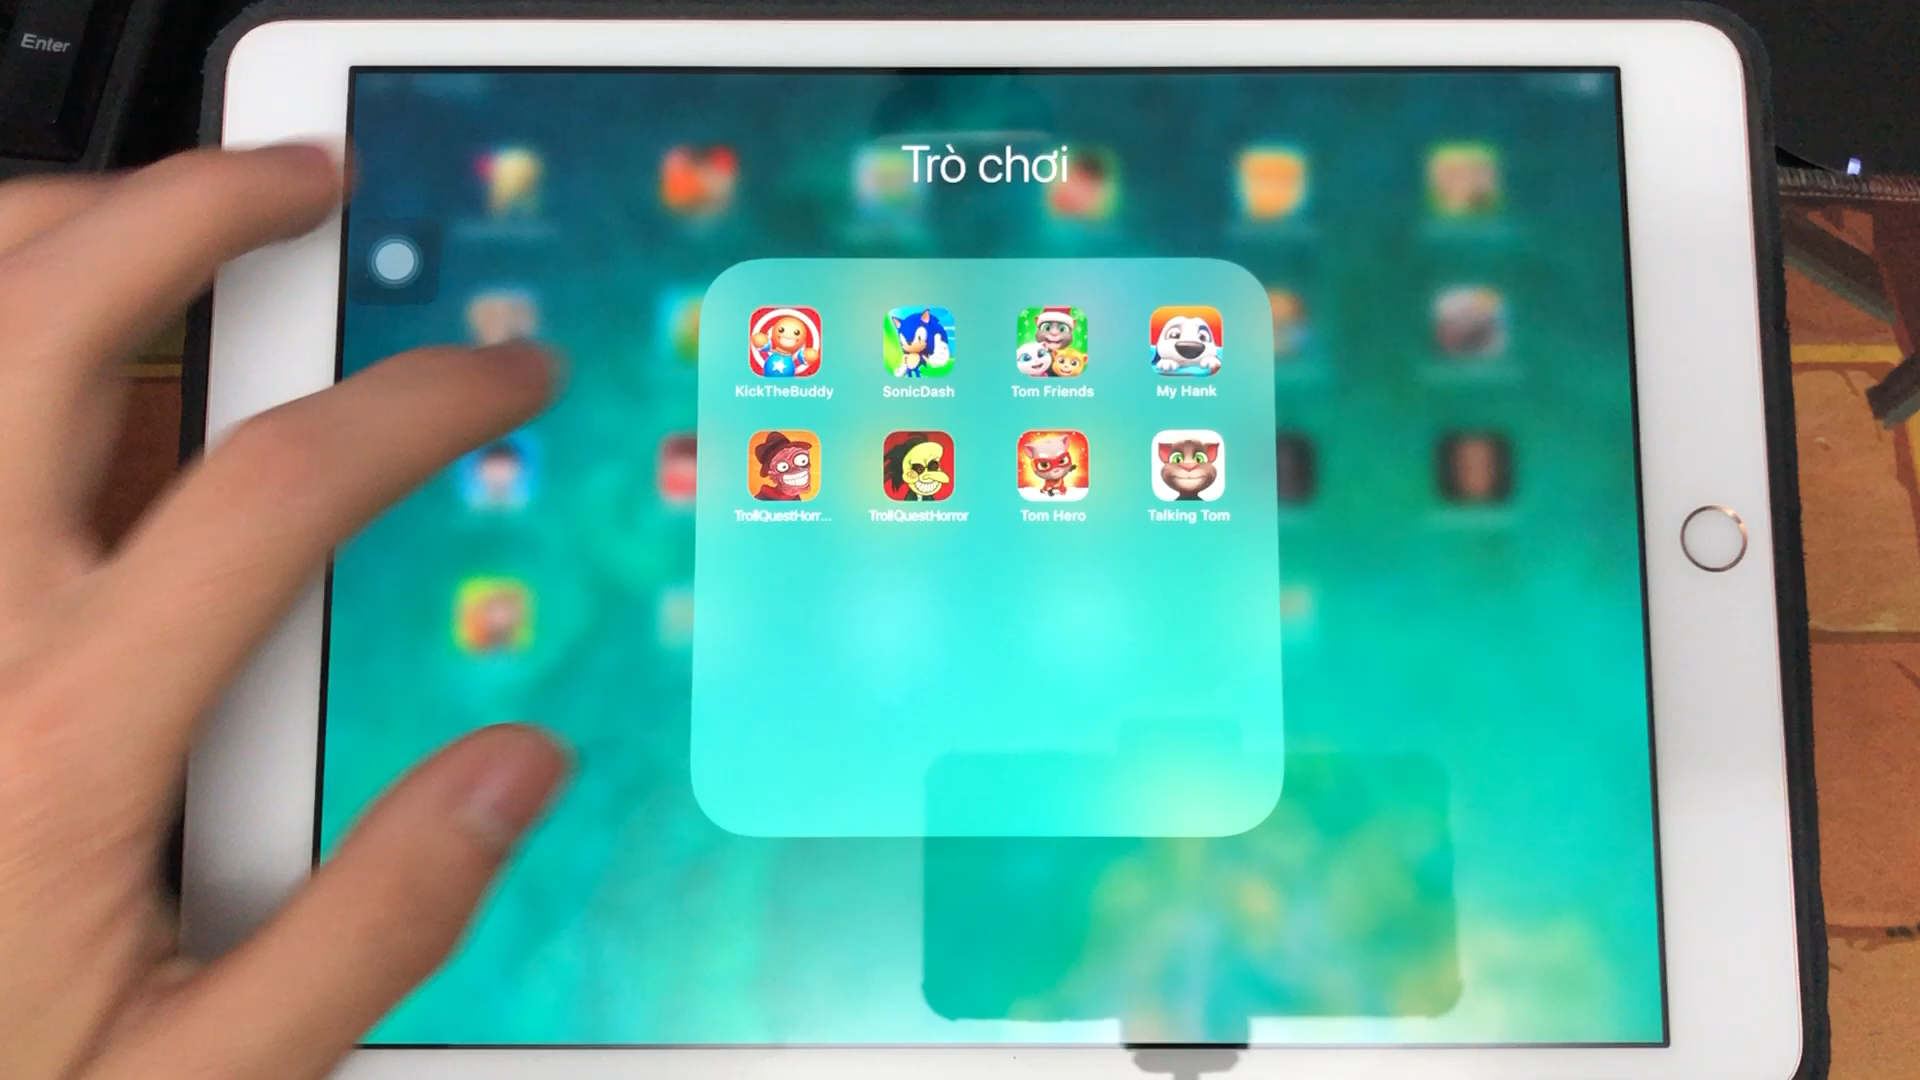 Enter
Trò chơi
KickTheBuddy
SonicDash
Tom Friends
My Hank
TrollQuestHorr...
TrollQuestHorror
Tom Hero
Talking Tom